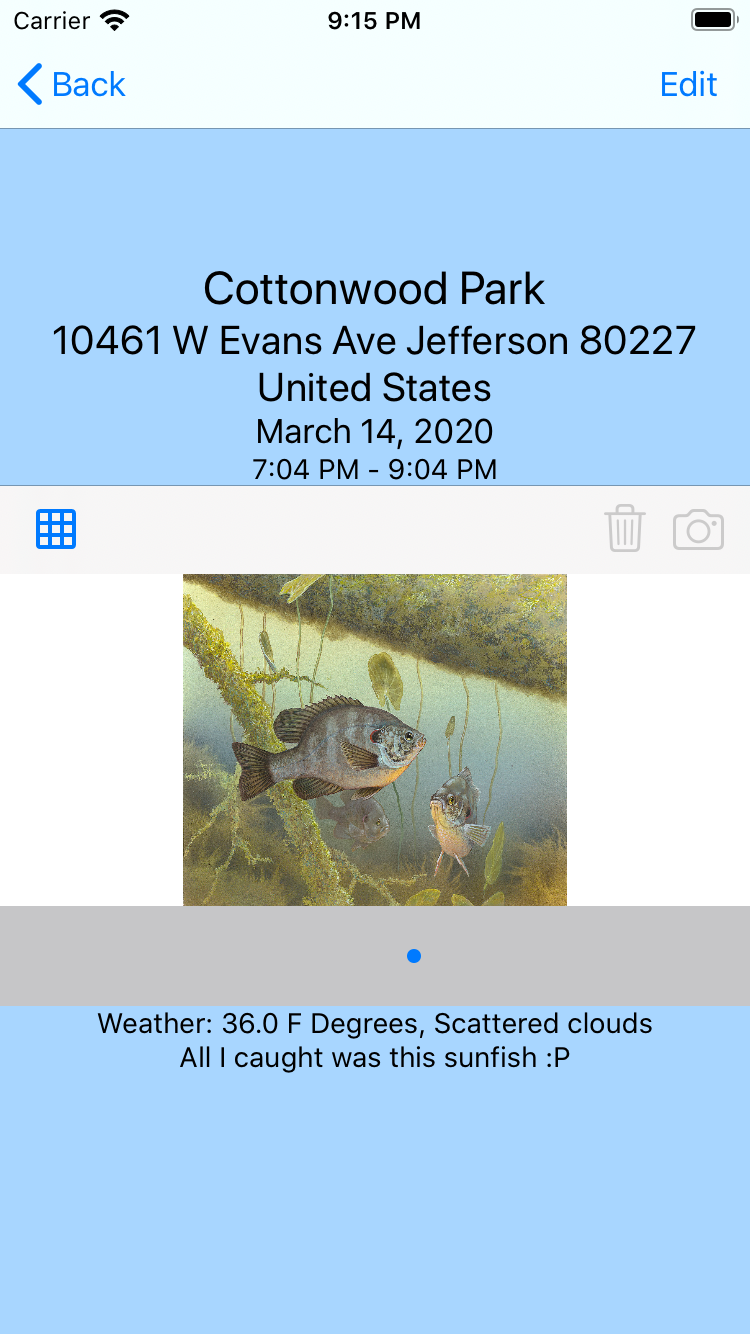 Carrier 9:15 PM
Back Edit
Cottonwood Park
10461 W Evans Ave Jefferson 80227
United States
March 14, 2020
7:04 PM - 9:04 PM
Weather: 36.0 F Degrees, Scattered clouds
All I caught was this sunfish :P